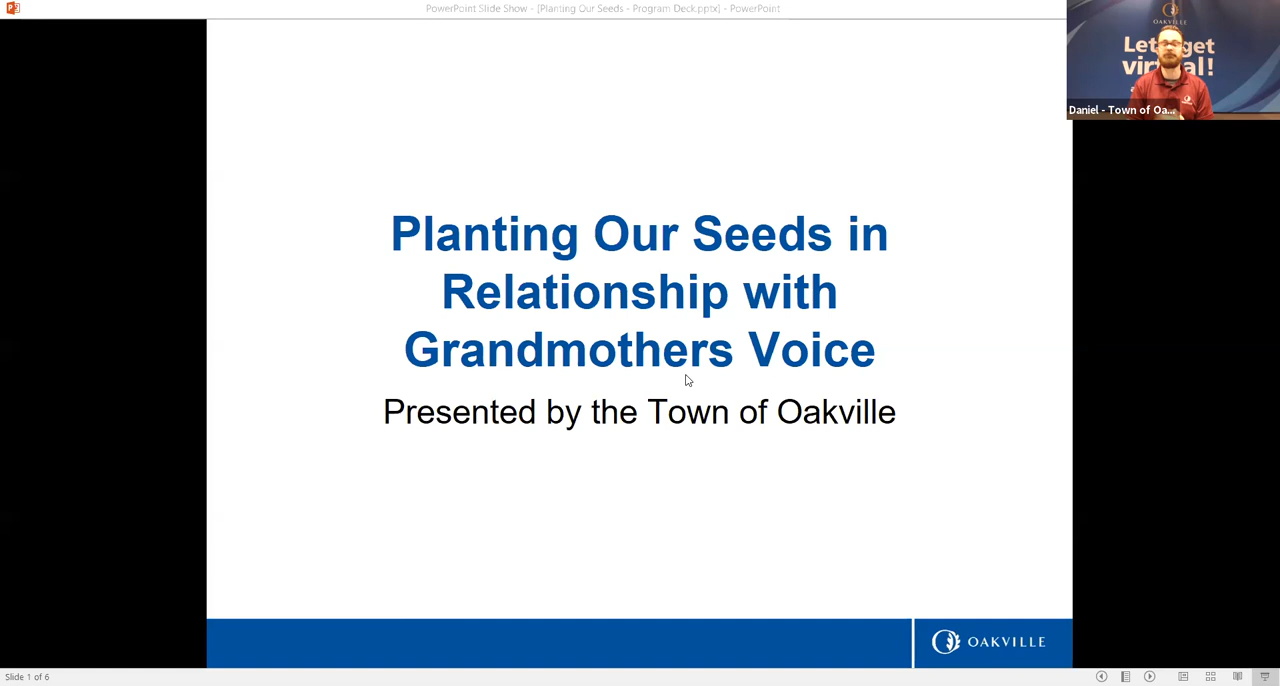 PowerPoint Slide Show - [Planting Our Seeds - Program Deck.pptx] - PowerPoint
OAKVILLE
Let's get
virtual!
Daniel - Town of Oa...
Planting Our Seeds in
Relationship with
Grandmothers Voice
Presented by the Town of Oakville
OAKVILLE
Slide 1 of 6